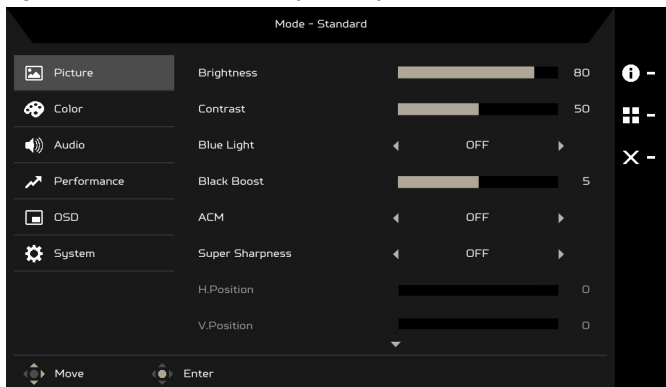 Mode - Standard
Picture
Brightness 80
Color
Contrast 50
Audio
Blue Light OFF
Performance
Black Boost 5
OSD
ACM OFF
System
Super Sharpness OFF
H.Position 0
V.Position 0
Move Enter